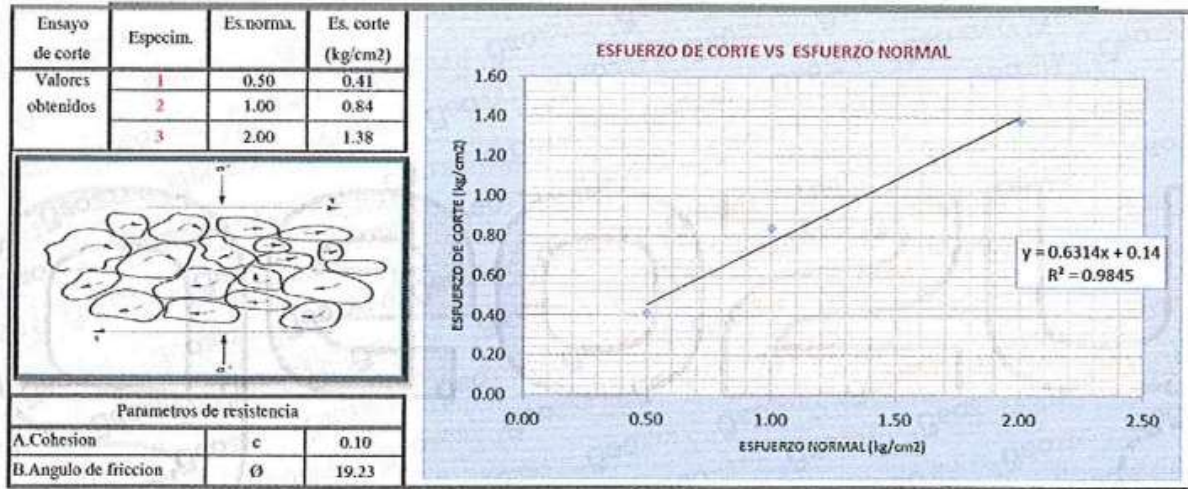 Ensayo de corte
Especim.
Es.norma.
Es. corte (kg/cm2)
Valores obtenidos
1 0.50 0.41
2 1.00 0.84
3 2.00 1.38
Parametros de resistencia
A.Cohesion c 0.10
B.Angulo de friccion Ø 19.23
ESFUERZO DE CORTE VS ESFUERZO NORMAL
ESFUERZO DE CORTE (kg/cm2)
1.60
1.40
1.20
1.00
0.80
0.60
0.40
0.20
0.00
y = 0.6314x + 0.14
R² = 0.9845
0.00 0.50 1.00 1.50 2.00 2.50
ESFUERZO NORMAL (kg/cm2)